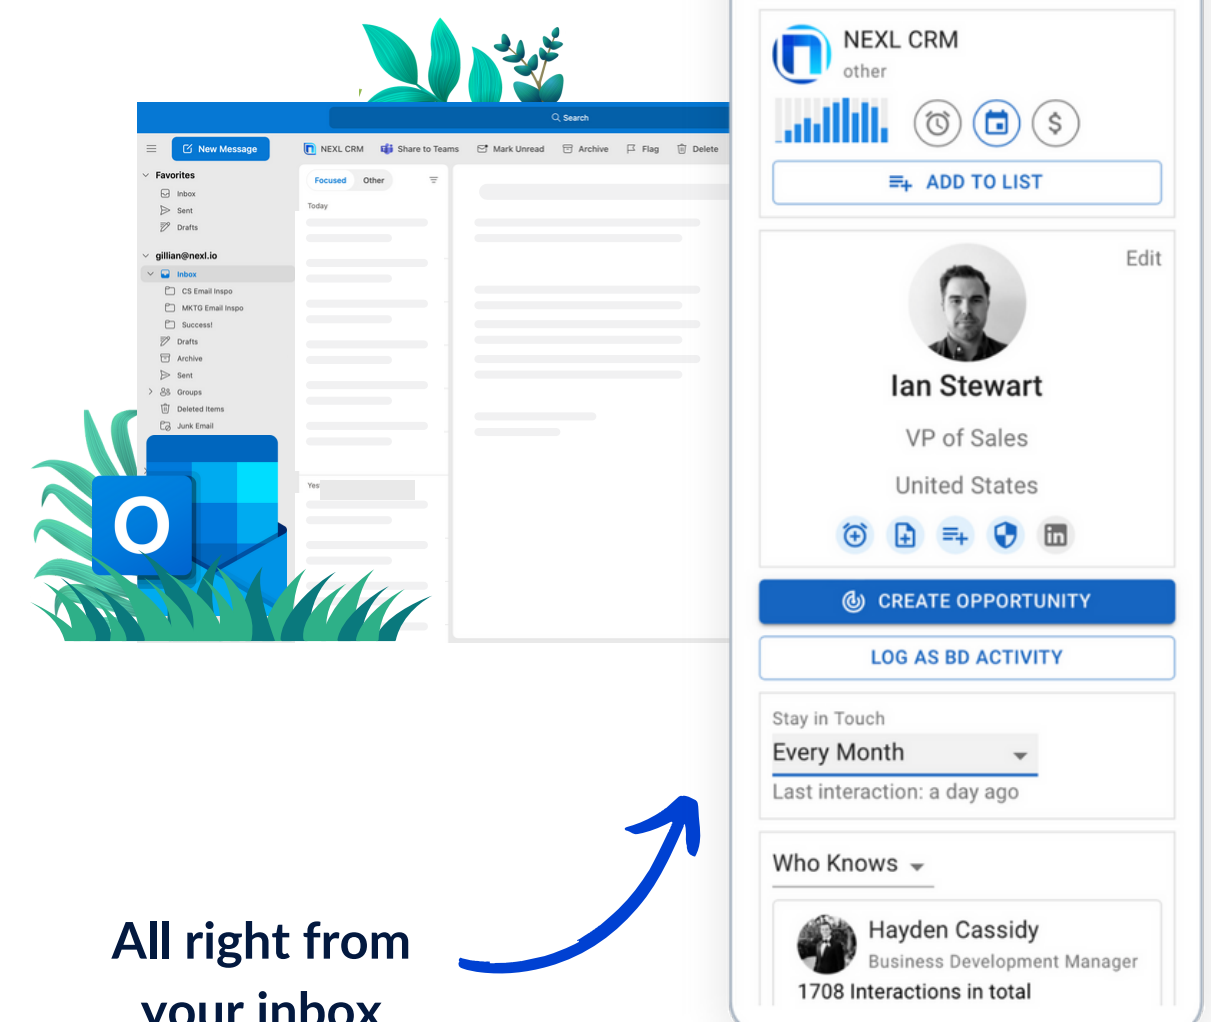 Search
New Message
NEXL CRM
Share to Teams
Mark Unread
Archive
Flag
Delete
Favorites
Inbox
Sent
Drafts
gillian@nexl.io
Inbox
CS Email Inspo
MKTG Email Inspo
Success!
Drafts
Archive
Sent
Groups
Deleted Items
Junk Email
Focused
Other
Today
Yes
O
NEXL CRM
other
$
ADD TO LIST
Edit
Ian Stewart
VP of Sales
United States
in
CREATE OPPORTUNITY
LOG AS BD ACTIVITY
Stay in Touch
Every Month
Last interaction: a day ago
Who Knows
Hayden Cassidy
Business Development Manager
1708 Interactions in total
All right from
your inbox